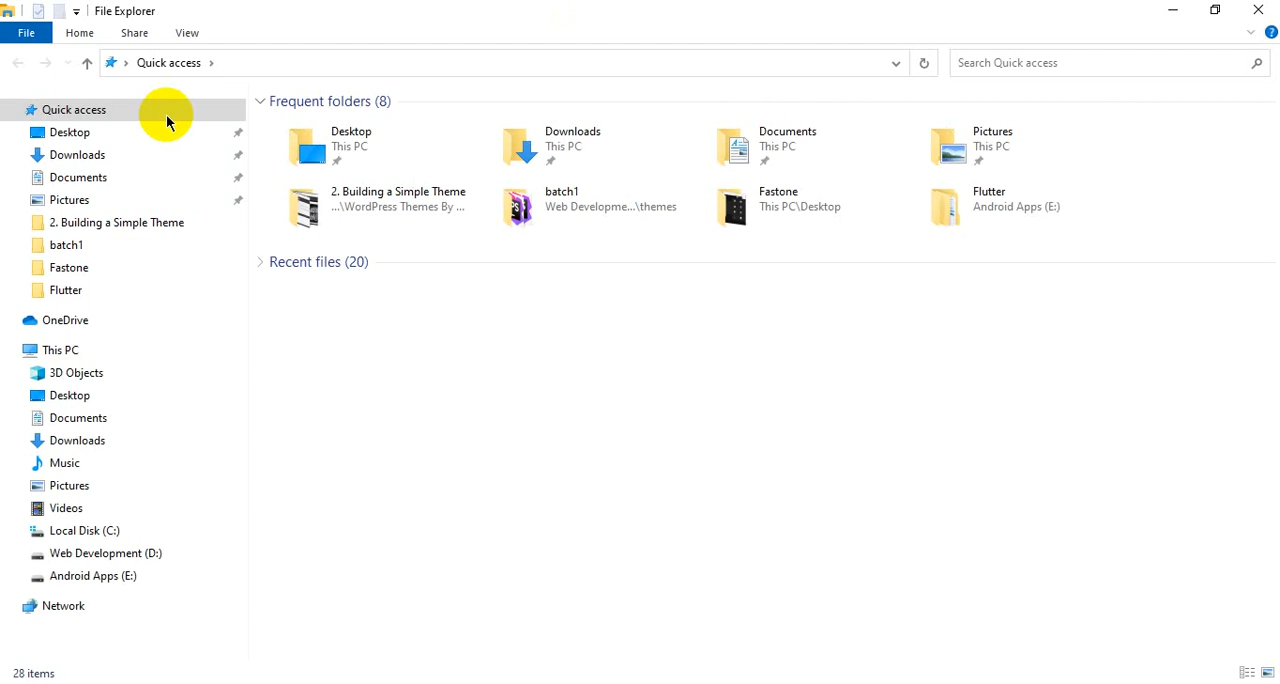 File Explorer
File Home Share View
Quick access
Search Quick access
Quick access
Desktop
Downloads
Documents
Pictures
2. Building a Simple Theme
batch1
Fastone
Flutter
OneDrive
This PC
3D Objects
Desktop
Documents
Downloads
Music
Pictures
Videos
Local Disk (C:)
Web Development (D:)
Android Apps (E:)
Network
Frequent folders (8)
Desktop
This PC
Downloads
This PC
Documents
This PC
Pictures
This PC
2. Building a Simple Theme
...\WordPress Themes By ...
batch1
Web Developme...\themes
Fastone
This PC\Desktop
Flutter
Android Apps (E:)
Recent files (20)
28 items